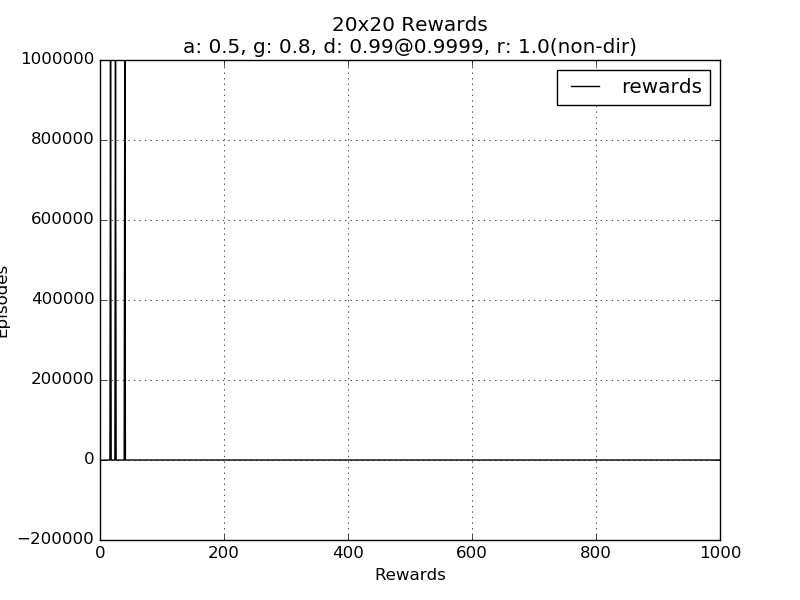 20x20 Rewards
a: 0.5, g: 0.8, d: 0.99@0.9999, r: 1.0(non-dir)
1000000
rewards
800000
600000
400000
Episodes
200000
0
−200000
0 200 400 600 800 1000
Rewards